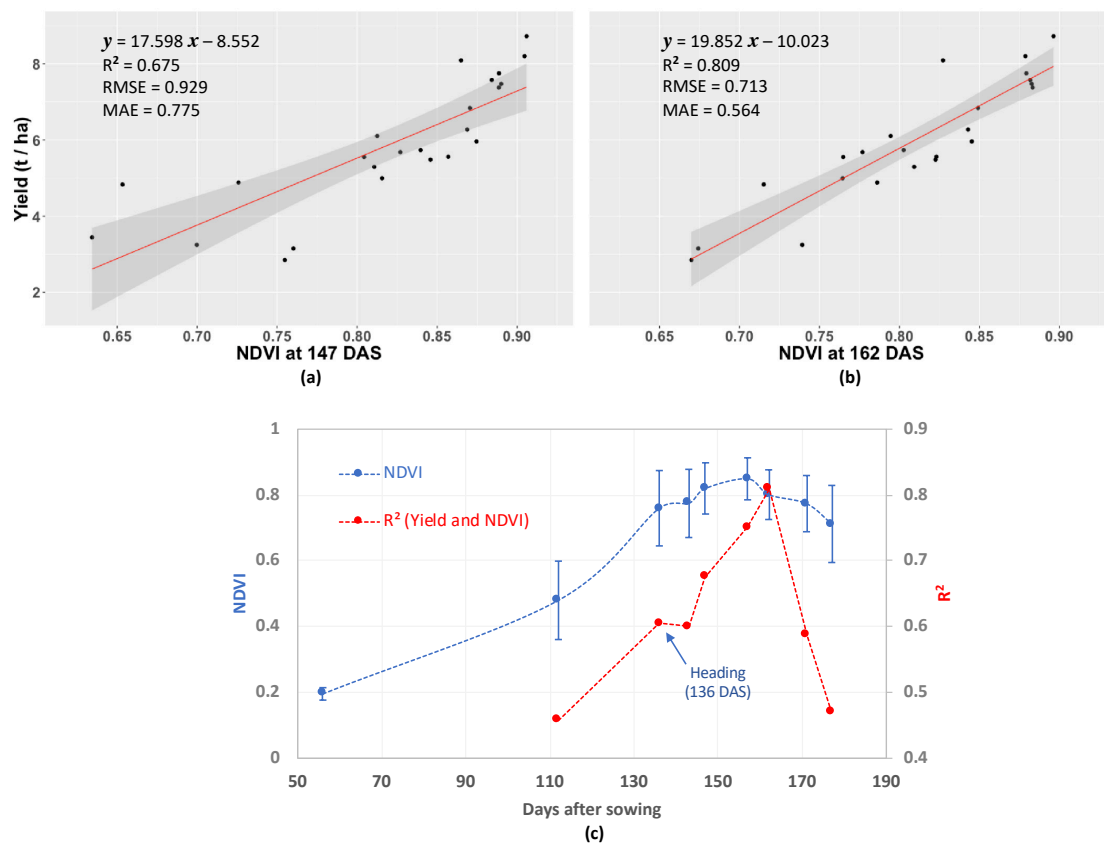 y = 17.598 x – 8.552
R² = 0.675
RMSE = 0.929
MAE = 0.775
Yield (t / ha)
8
6
4
2
0.65 0.70 0.75 0.80 0.85 0.90
NDVI at 147 DAS
(a)
y = 19.852 x – 10.023
R² = 0.809
RMSE = 0.713
MAE = 0.564
0.65 0.70 0.75 0.80 0.85 0.90
NDVI at 162 DAS
(b)
NDVI
1
0.8
0.6
0.4
0.2
0
NDVI
R² (Yield and NDVI)
Heading
(136 DAS)
0.9
0.8
0.7
0.6
0.5
0.4
R²
50 70 90 110 130 150 170 190
Days after sowing
(c)